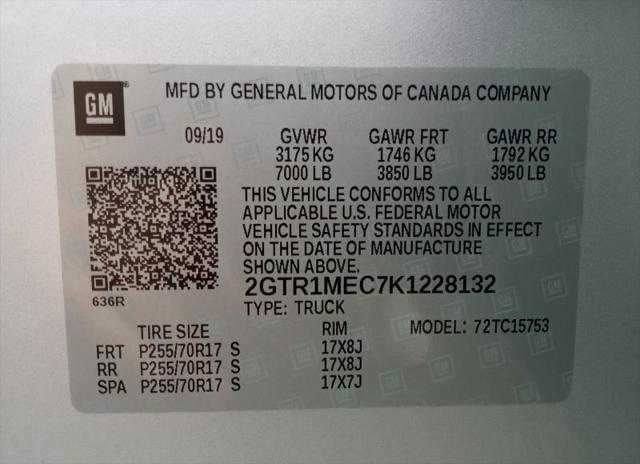 GM
MFD BY GENERAL MOTORS OF CANADA COMPANY
09/19 GVWR GAWR FRT GAWR RR
3175 KG 1746 KG 1792 KG
7000 LB 3850 LB 3950 LB
THIS VEHICLE CONFORMS TO ALL
APPLICABLE U.S. FEDERAL MOTOR
VEHICLE SAFETY STANDARDS IN EFFECT
ON THE DATE OF MANUFACTURE
SHOWN ABOVE.
2GTR1MEC7K1228132
636R
TYPE: TRUCK
TIRE SIZE RIM MODEL: 72TC15753
FRT P255/70R17 S 17X8J
RR P255/70R17 S 17X8J
SPA P255/70R17 S 17X7J